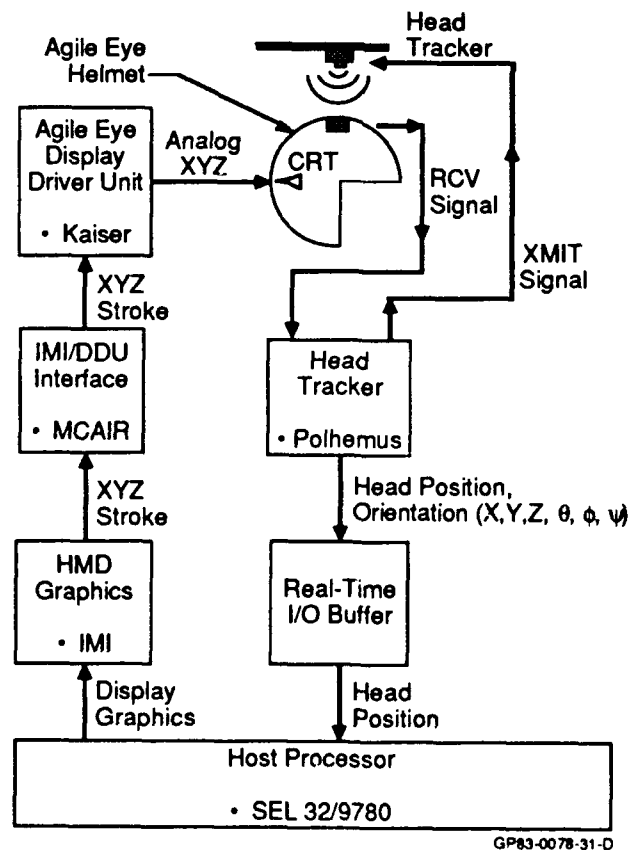 Agile Eye
Helmet
Head
Tracker
Agile Eye
Display
Driver Unit
• Kaiser
Analog
XYZ
CRT
RCV
Signal
XMIT
Signal
XYZ
Stroke
IMI/DDU
Interface
• MCAIR
Head
Tracker
• Polhemus
XYZ
Stroke
Head Position,
Orientation (X,Y,Z, θ, ϕ, ψ)
HMD
Graphics
• IMI
Real-Time
I/O Buffer
Display
Graphics
Head
Position
Host Processor
• SEL 32/9780
GP83-0078-31-D